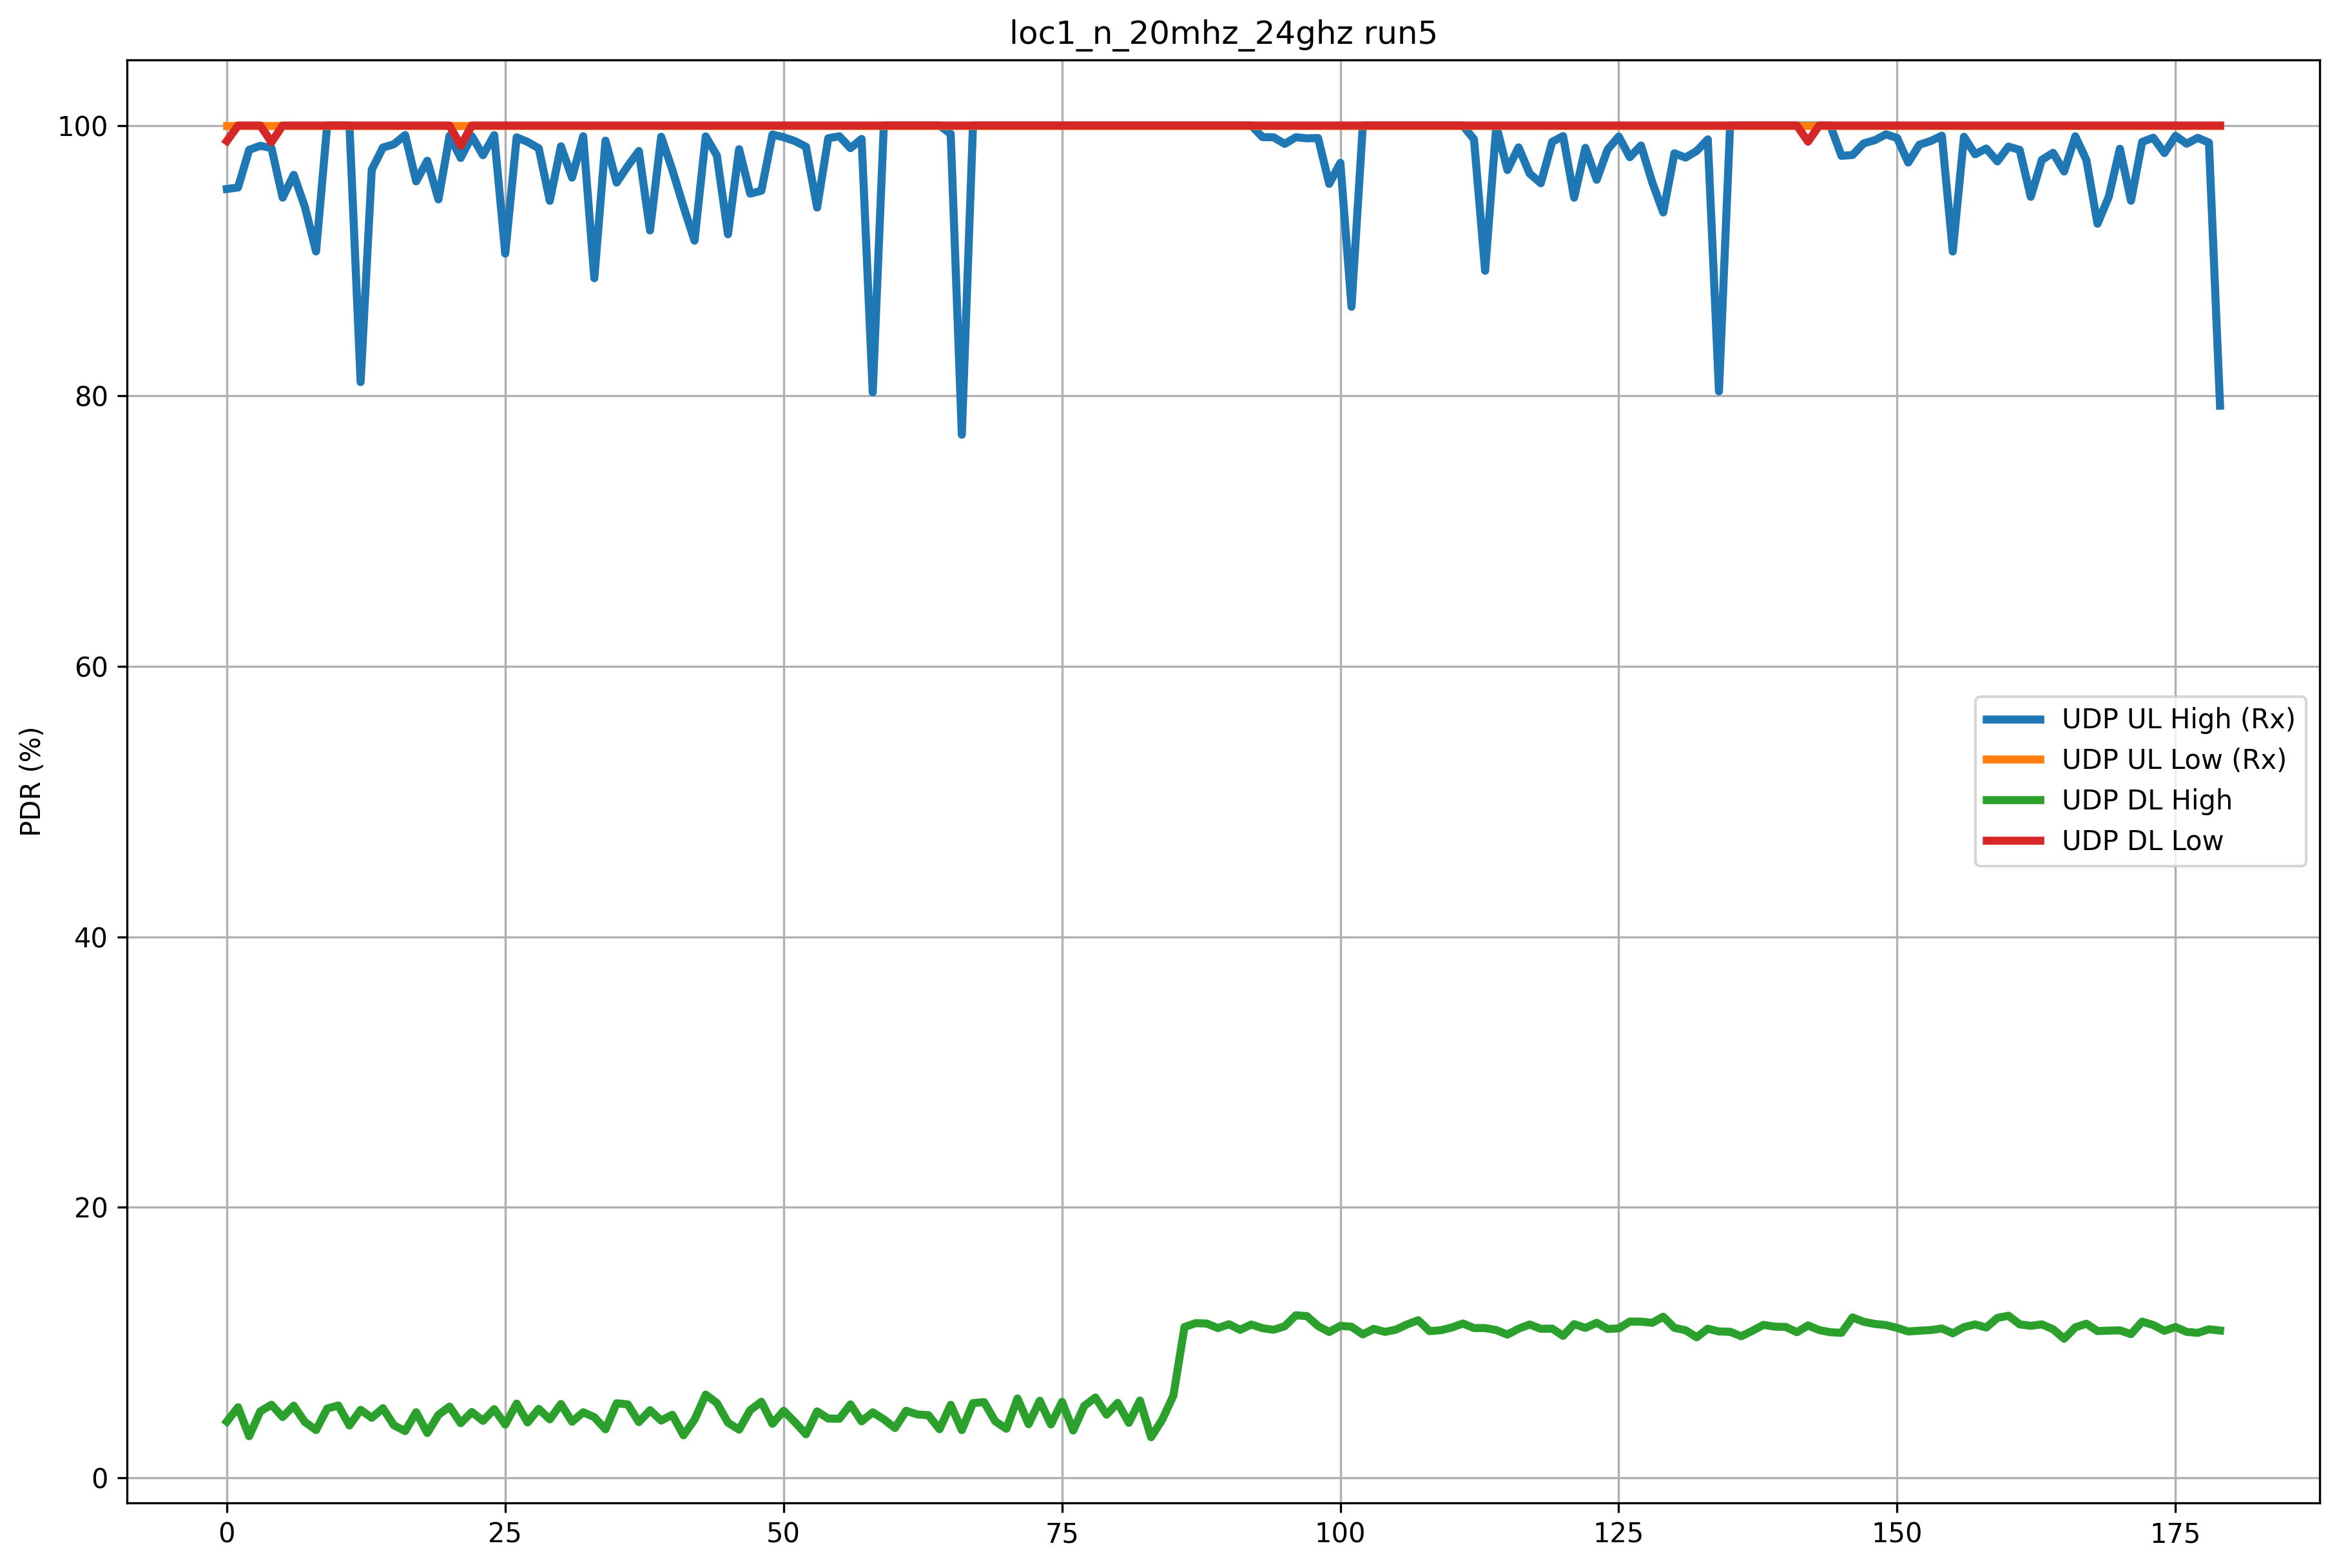 loc1_n_20mhz_24ghz run5
PDR (%)
100
80
60
40
20
0
UDP UL High (Rx)
UDP UL Low (Rx)
UDP DL High
UDP DL Low
0 25 50 75 100 125 150 175